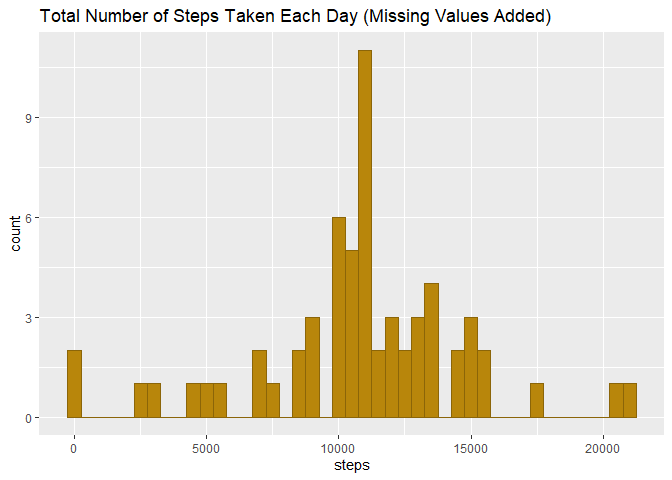 Total Number of Steps Taken Each Day (Missing Values Added)
9
6
3
0
count
0 5000 10000 15000 20000
steps